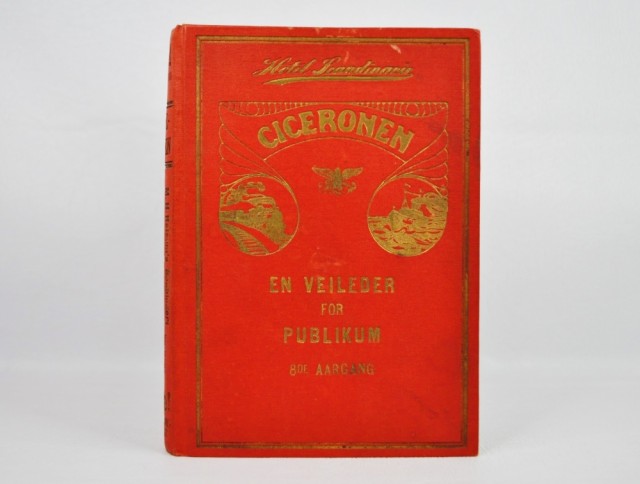 Hotel Scandinavie
CICERONEN
EN VEILEDER
FOR
PUBLIKUM
8DE AARGANG